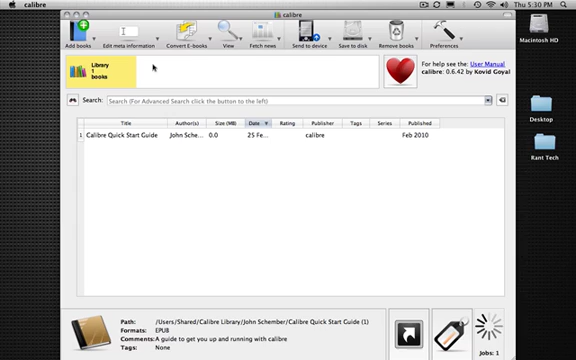 calibre
Thu 5:30 PM
calibre
Add books
Edit meta information
Convert E-books
View
Fetch news
Send to device
Save to disk
Remove books
Preferences
Macintosh HD
Library
1
books
For help see the: User Manual
calibre: 0.6.42 by Kovid Goyal
Search: (For Advanced Search click the button to the left)
Desktop
Title Author(s) Size (MB) Date Rating Publisher Tags Series Published
1 Calibre Quick Start Guide John Schem... 0.0 25 Fe... calibre Feb 2010
Rant Tech
Path: /Users/Shared/Calibre Library/John Schember/Calibre Quick Start Guide (1)
Formats: EPUB
Comments: A guide to get you up and running with calibre
Tags: None
Jobs: 1